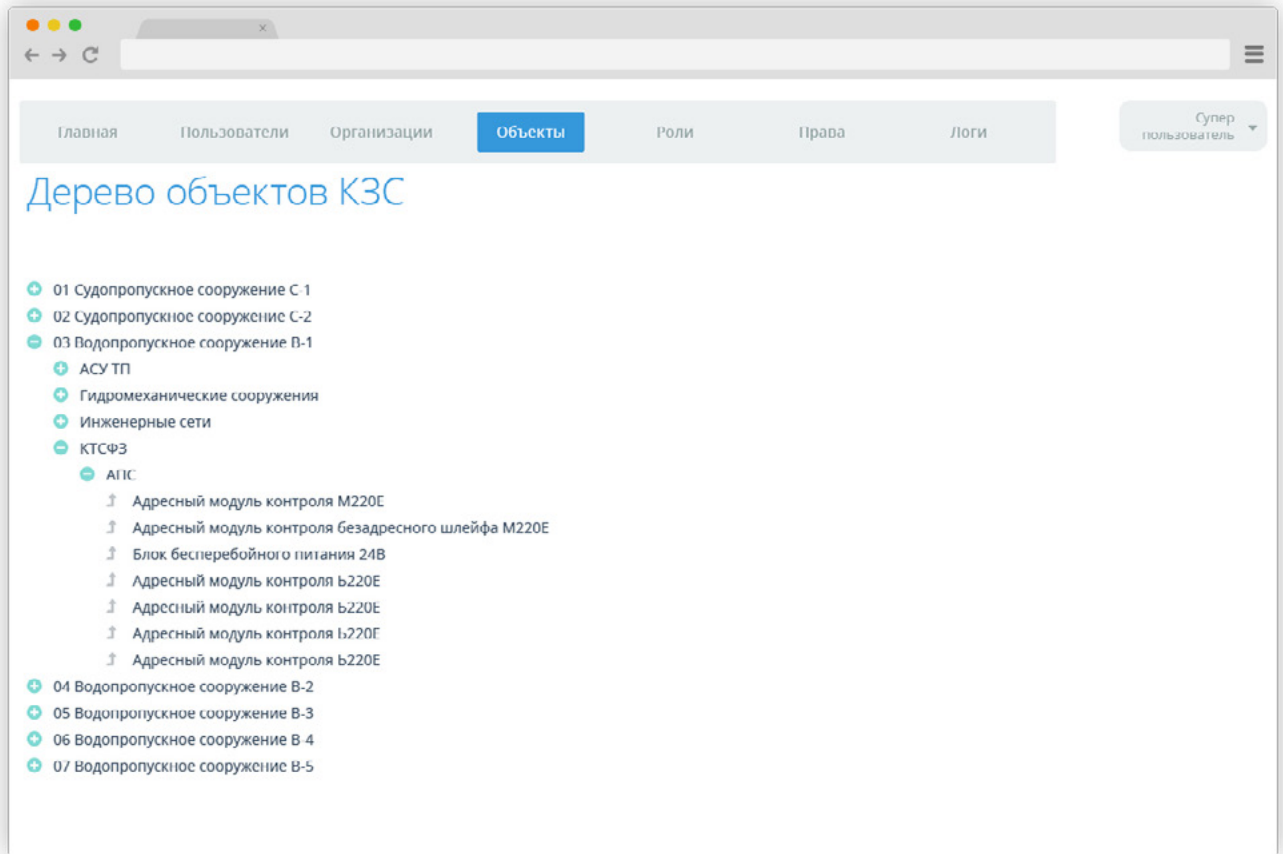 Главная Пользователи Организации Объекты Роли Права Логи
Супер
пользователь
Дерево объектов КЗС
01 Судопропускное сооружение С-1
02 Судопропускное сооружение С-2
03 Водопропускное сооружение В-1
АСУ ТП
Гидромеханические сооружения
Инженерные сети
КТСФЗ
АПС
Адресный модуль контроля М220Е
Адресный модуль контроля безадресного шлейфа М220Е
Блок бесперебойного питания 24В
Адресный модуль контроля Б220Е
Адресный модуль контроля Б220Е
Адресный модуль контроля Б220Е
Адресный модуль контроля Б220Е
04 Водопропускное сооружение В-2
05 Водопропускное сооружение В-3
06 Водопропускное сооружение В-4
07 Водопропускное сооружение В-5